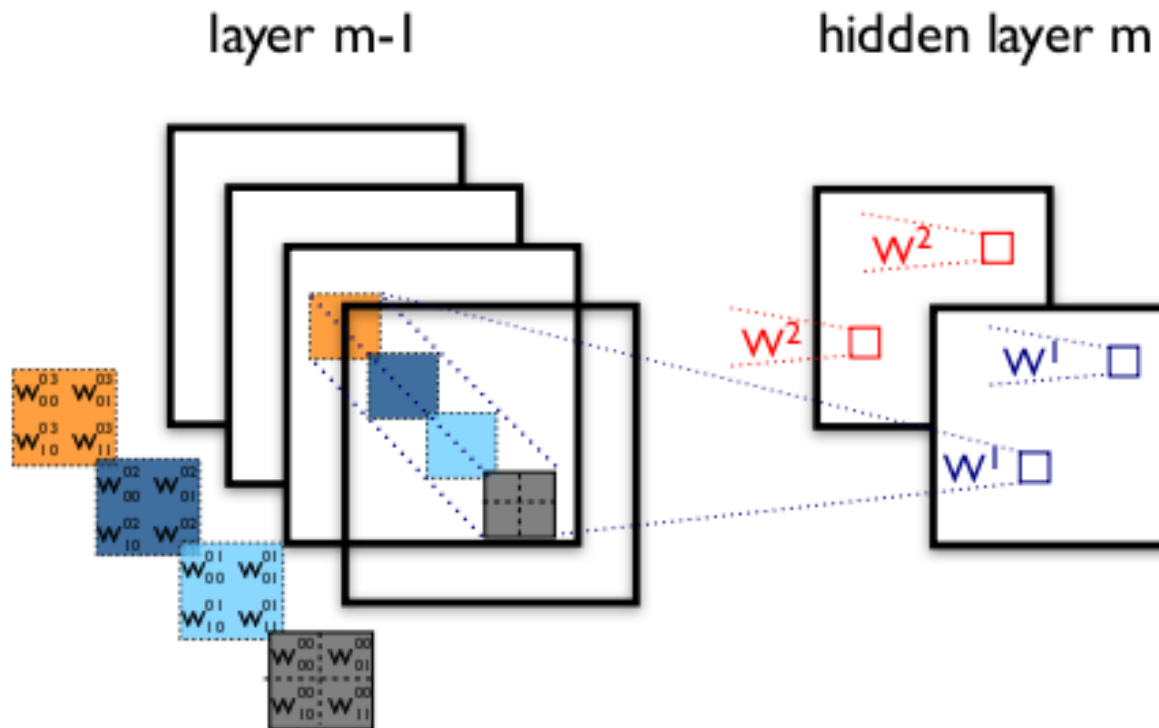 layer m-1
hidden layer m
W²
W²
W¹
W¹
W⁰³₀₀ W⁰³₀₁
W⁰³₁₀ W⁰³₁₁
W⁰²₀₀ W⁰²₀₁
W⁰²₁₀ W⁰²₁₁
W⁰¹₀₀ W⁰¹₀₁
W⁰¹₁₀ W⁰¹₁₁
W⁰⁰₀₀ W⁰⁰₀₁
W⁰⁰₁₀ W⁰⁰₁₁